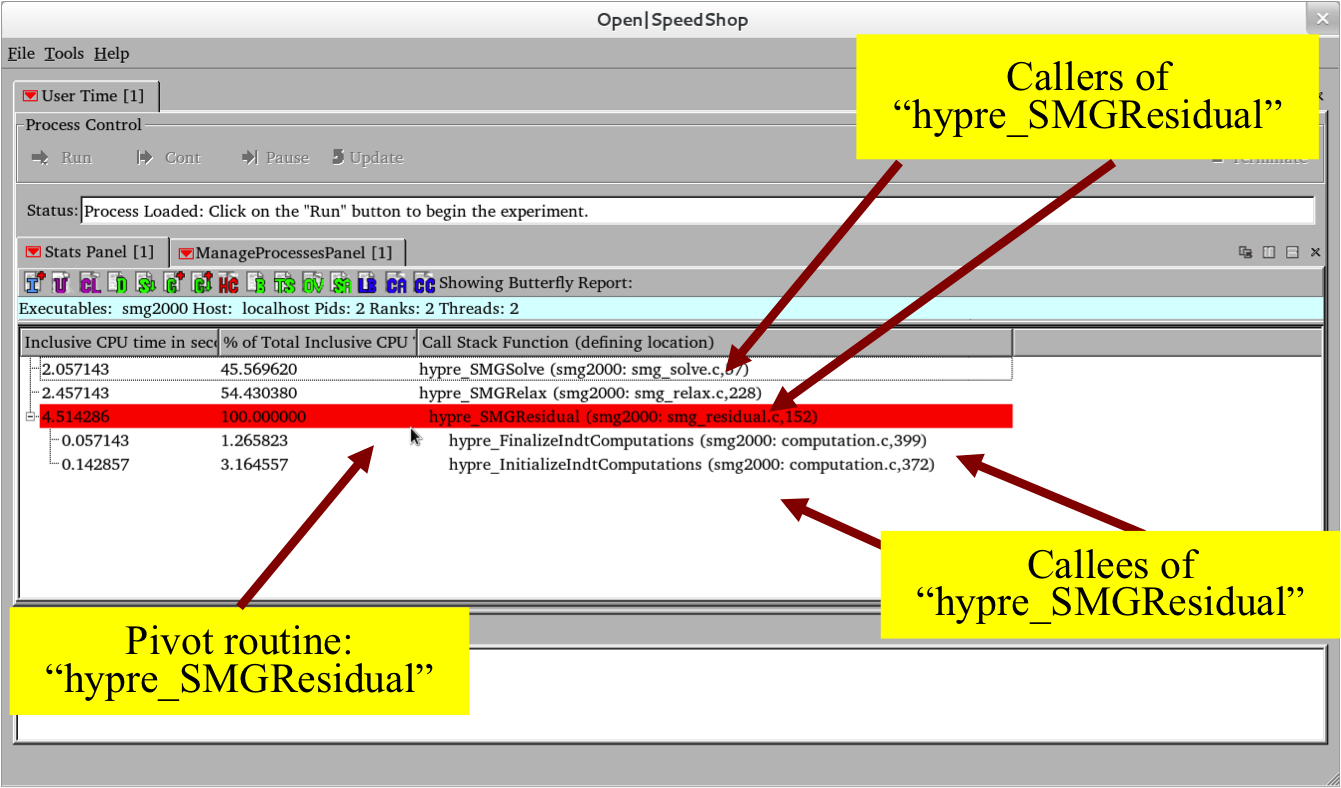 Open|SpeedShop
File Tools Help
Callers of
“hypre_SMGResidual”
User Time [1]
Process Control
Run Cont Pause Update
Terminate
Status: Process Loaded: Click on the "Run" button to begin the experiment.
Stats Panel [1] ManageProcessesPanel [1]
I U CL D S G G HC B TS OV SA LB CA CC Showing Butterfly Report:
Executables: smg2000 Host: localhost Pids: 2 Ranks: 2 Threads: 2
Inclusive CPU time in sec % of Total Inclusive CPU Call Stack Function (defining location)
2.057143 45.569620 hypre_SMGSolve (smg2000: smg_solve.c,57)
2.457143 54.430380 hypre_SMGRelax (smg2000: smg_relax.c,228)
4.514286 100.000000 hypre_SMGResidual (smg2000: smg_residual.c,152)
0.057143 1.265823 hypre_FinalizeIndtComputations (smg2000: computation.c,399)
0.142857 3.164557 hypre_InitializeIndtComputations (smg2000: computation.c,372)
Callees of
“hypre_SMGResidual”
Pivot routine:
“hypre_SMGResidual”